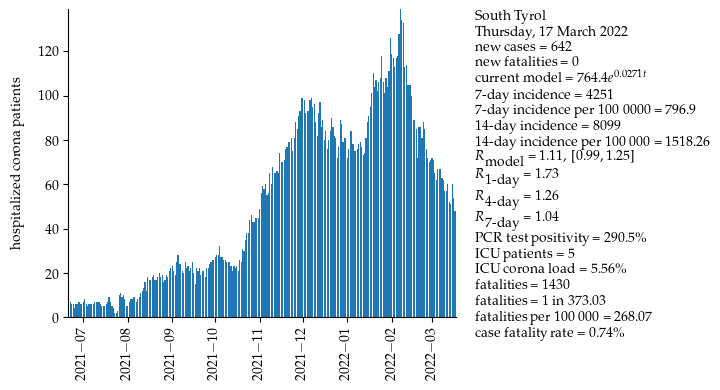 hospitalized corona patients
120
100
80
60
40
20
0
2021−07
2021−08
2021−09
2021−10
2021−11
2021−12
2022−01
2022−02
2022−03
South Tyrol
Thursday, 17 March 2022
new cases = 642
new fatalities = 0
current model = 764.4e^0.0271t
7-day incidence = 4251
7-day incidence per 100 0000 = 796.9
14-day incidence = 8099
14-day incidence per 100 000 = 1518.26
R_model = 1.11, [0.99, 1.25]
R_1-day = 1.73
R_4-day = 1.26
R_7-day = 1.04
PCR test positivity = 290.5%
ICU patients = 5
ICU corona load = 5.56%
fatalities = 1430
fatalities = 1 in 373.03
fatalities per 100 000 = 268.07
case fatality rate = 0.74%